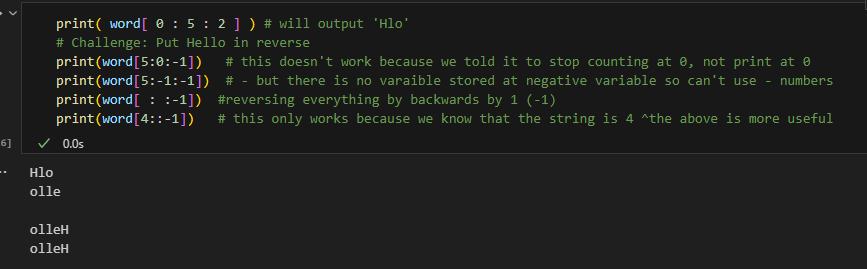 print( word[ 0 : 5 : 2 ] ) # will output 'Hlo'
# Challenge: Put Hello in reverse
print(word[5:0:-1])   # this doesn't work because we told it to stop counting at 0, not print at 0
print(word[5:-1:-1])  # - but there is no varaible stored at negative variable so can't use - numbers
print(word[ : :-1])  #reversing everything by backwards by 1 (-1)
print(word[4::-1])   # this only works because we know that the string is 4 ^the above is more useful
6] ✓ 0.0s
Hlo
olle
olleH
olleH